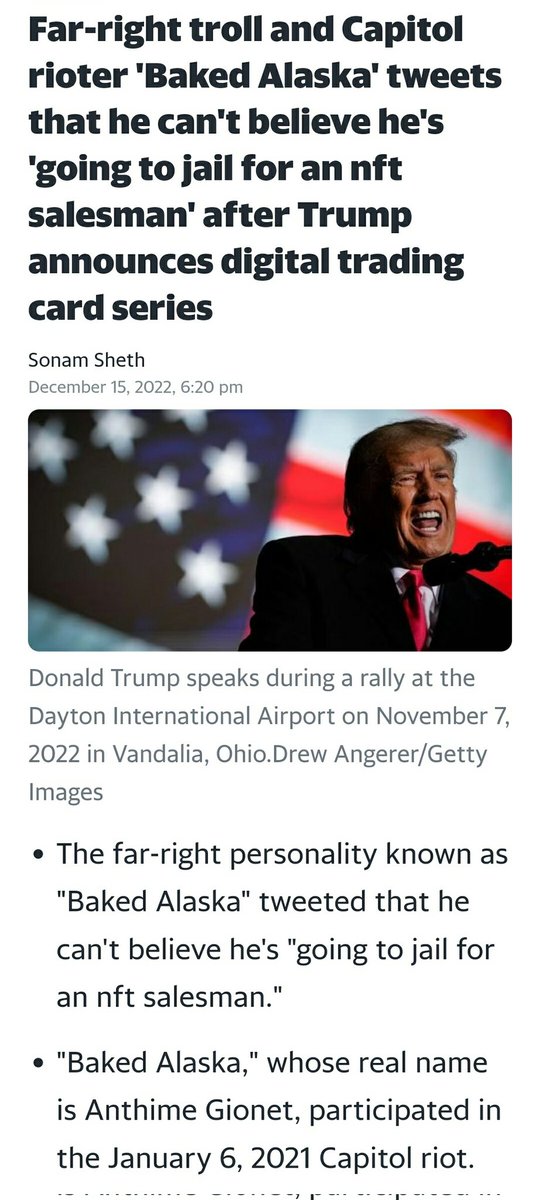 Far-right troll and Capitol
rioter 'Baked Alaska' tweets
that he can't believe he's
'going to jail for an nft
salesman' after Trump
announces digital trading
card series
Sonam Sheth
December 15, 2022, 6:20 pm
Donald Trump speaks during a rally at the
Dayton International Airport on November 7,
2022 in Vandalia, Ohio.Drew Angerer/Getty
Images
• The far-right personality known as
"Baked Alaska" tweeted that he
can't believe he's "going to jail for
an nft salesman."
• "Baked Alaska," whose real name
is Anthime Gionet, participated in
the January 6, 2021 Capitol riot.